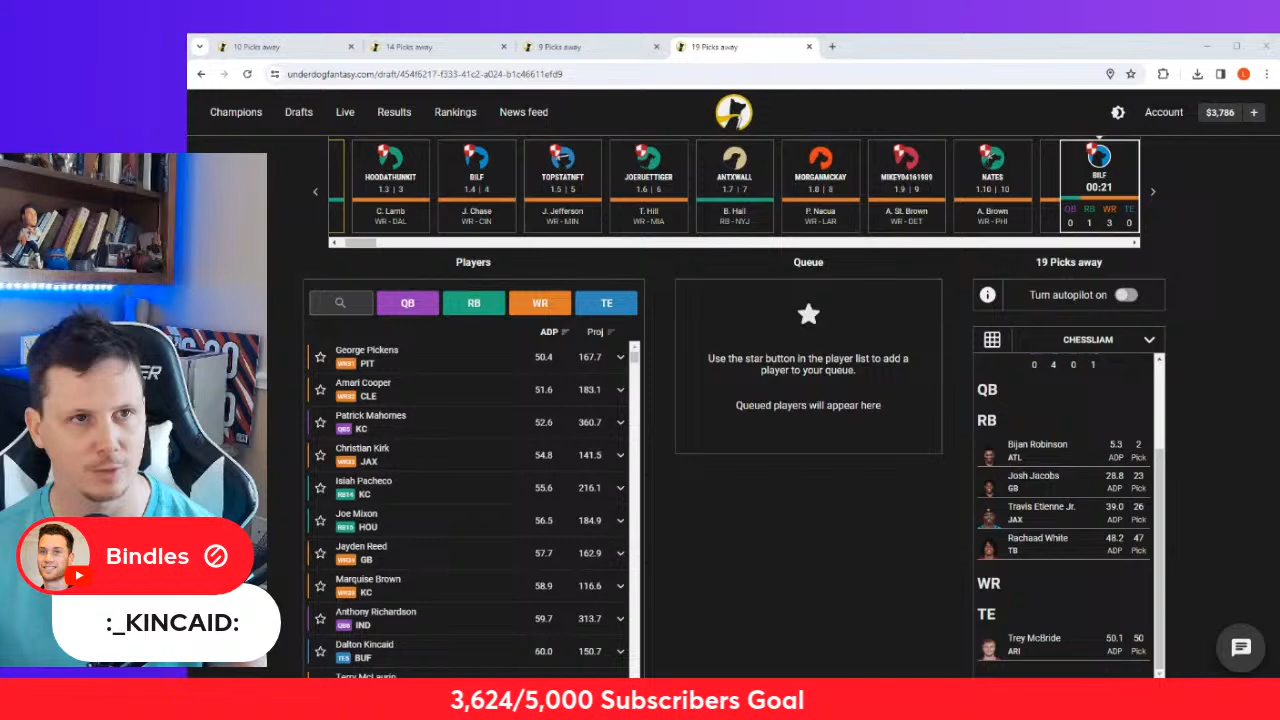 10 Picks away
14 Picks away
9 Picks away
19 Picks away
underdogfantasy.com/draft/454f6217-f333-41c2-a024-b1c46611efd9
Champions Drafts Live Results Rankings News feed
Account $3,786 +
HOODATHUNKIT
1.3 | 3
C. Lamb
WR - DAL
BILF
1.4 | 4
J. Chase
WR - CIN
TOPSTATNFT
1.5 | 5
J. Jefferson
WR - MIN
JOERUETTIGER
1.6 | 6
T. Hill
WR - MIA
ANTXWALL
1.7 | 7
B. Hall
RB - NYJ
MORGANMCKAY
1.8 | 8
P. Nacua
WR - LAR
MIKEY04161989
1.9 | 9
A. St. Brown
WR - DET
NATES
1.10 | 10
A. Brown
WR - PHI
BILF
00:21
QB RB WR TE
0 1 3 0
Players
QB RB WR TE
ADP Proj
George Pickens
WR31 PIT 50.4 167.7
Amari Cooper
WR32 CLE 51.6 183.1
Patrick Mahomes
QB5 KC 52.6 360.7
Christian Kirk
WR33 JAX 54.8 141.5
Isiah Pacheco
RB14 KC 55.6 216.1
Joe Mixon
RB15 HOU 56.5 184.9
Jayden Reed
GB 57.7 162.9
Marquise Brown
KC 58.9 116.6
Anthony Richardson
QB6 IND 59.7 313.7
Dalton Kincaid
TE5 BUF 60.0 150.7
Terry McLaurin
Queue
Use the star button in the player list to add a
player to your queue.
Queued players will appear here
19 Picks away
Turn autopilot on
CHESSLIAM
0 4 0 1
QB
RB
Bijan Robinson 5.3 2
ATL ADP Pick
Josh Jacobs 28.8 23
GB ADP Pick
Travis Etienne Jr. 39.0 26
JAX ADP Pick
Rachaad White 48.2 47
TB ADP Pick
WR
TE
Trey McBride 50.1 50
ARI ADP Pick
Bindles
:_KINCAID:
3,624/5,000 Subscribers Goal